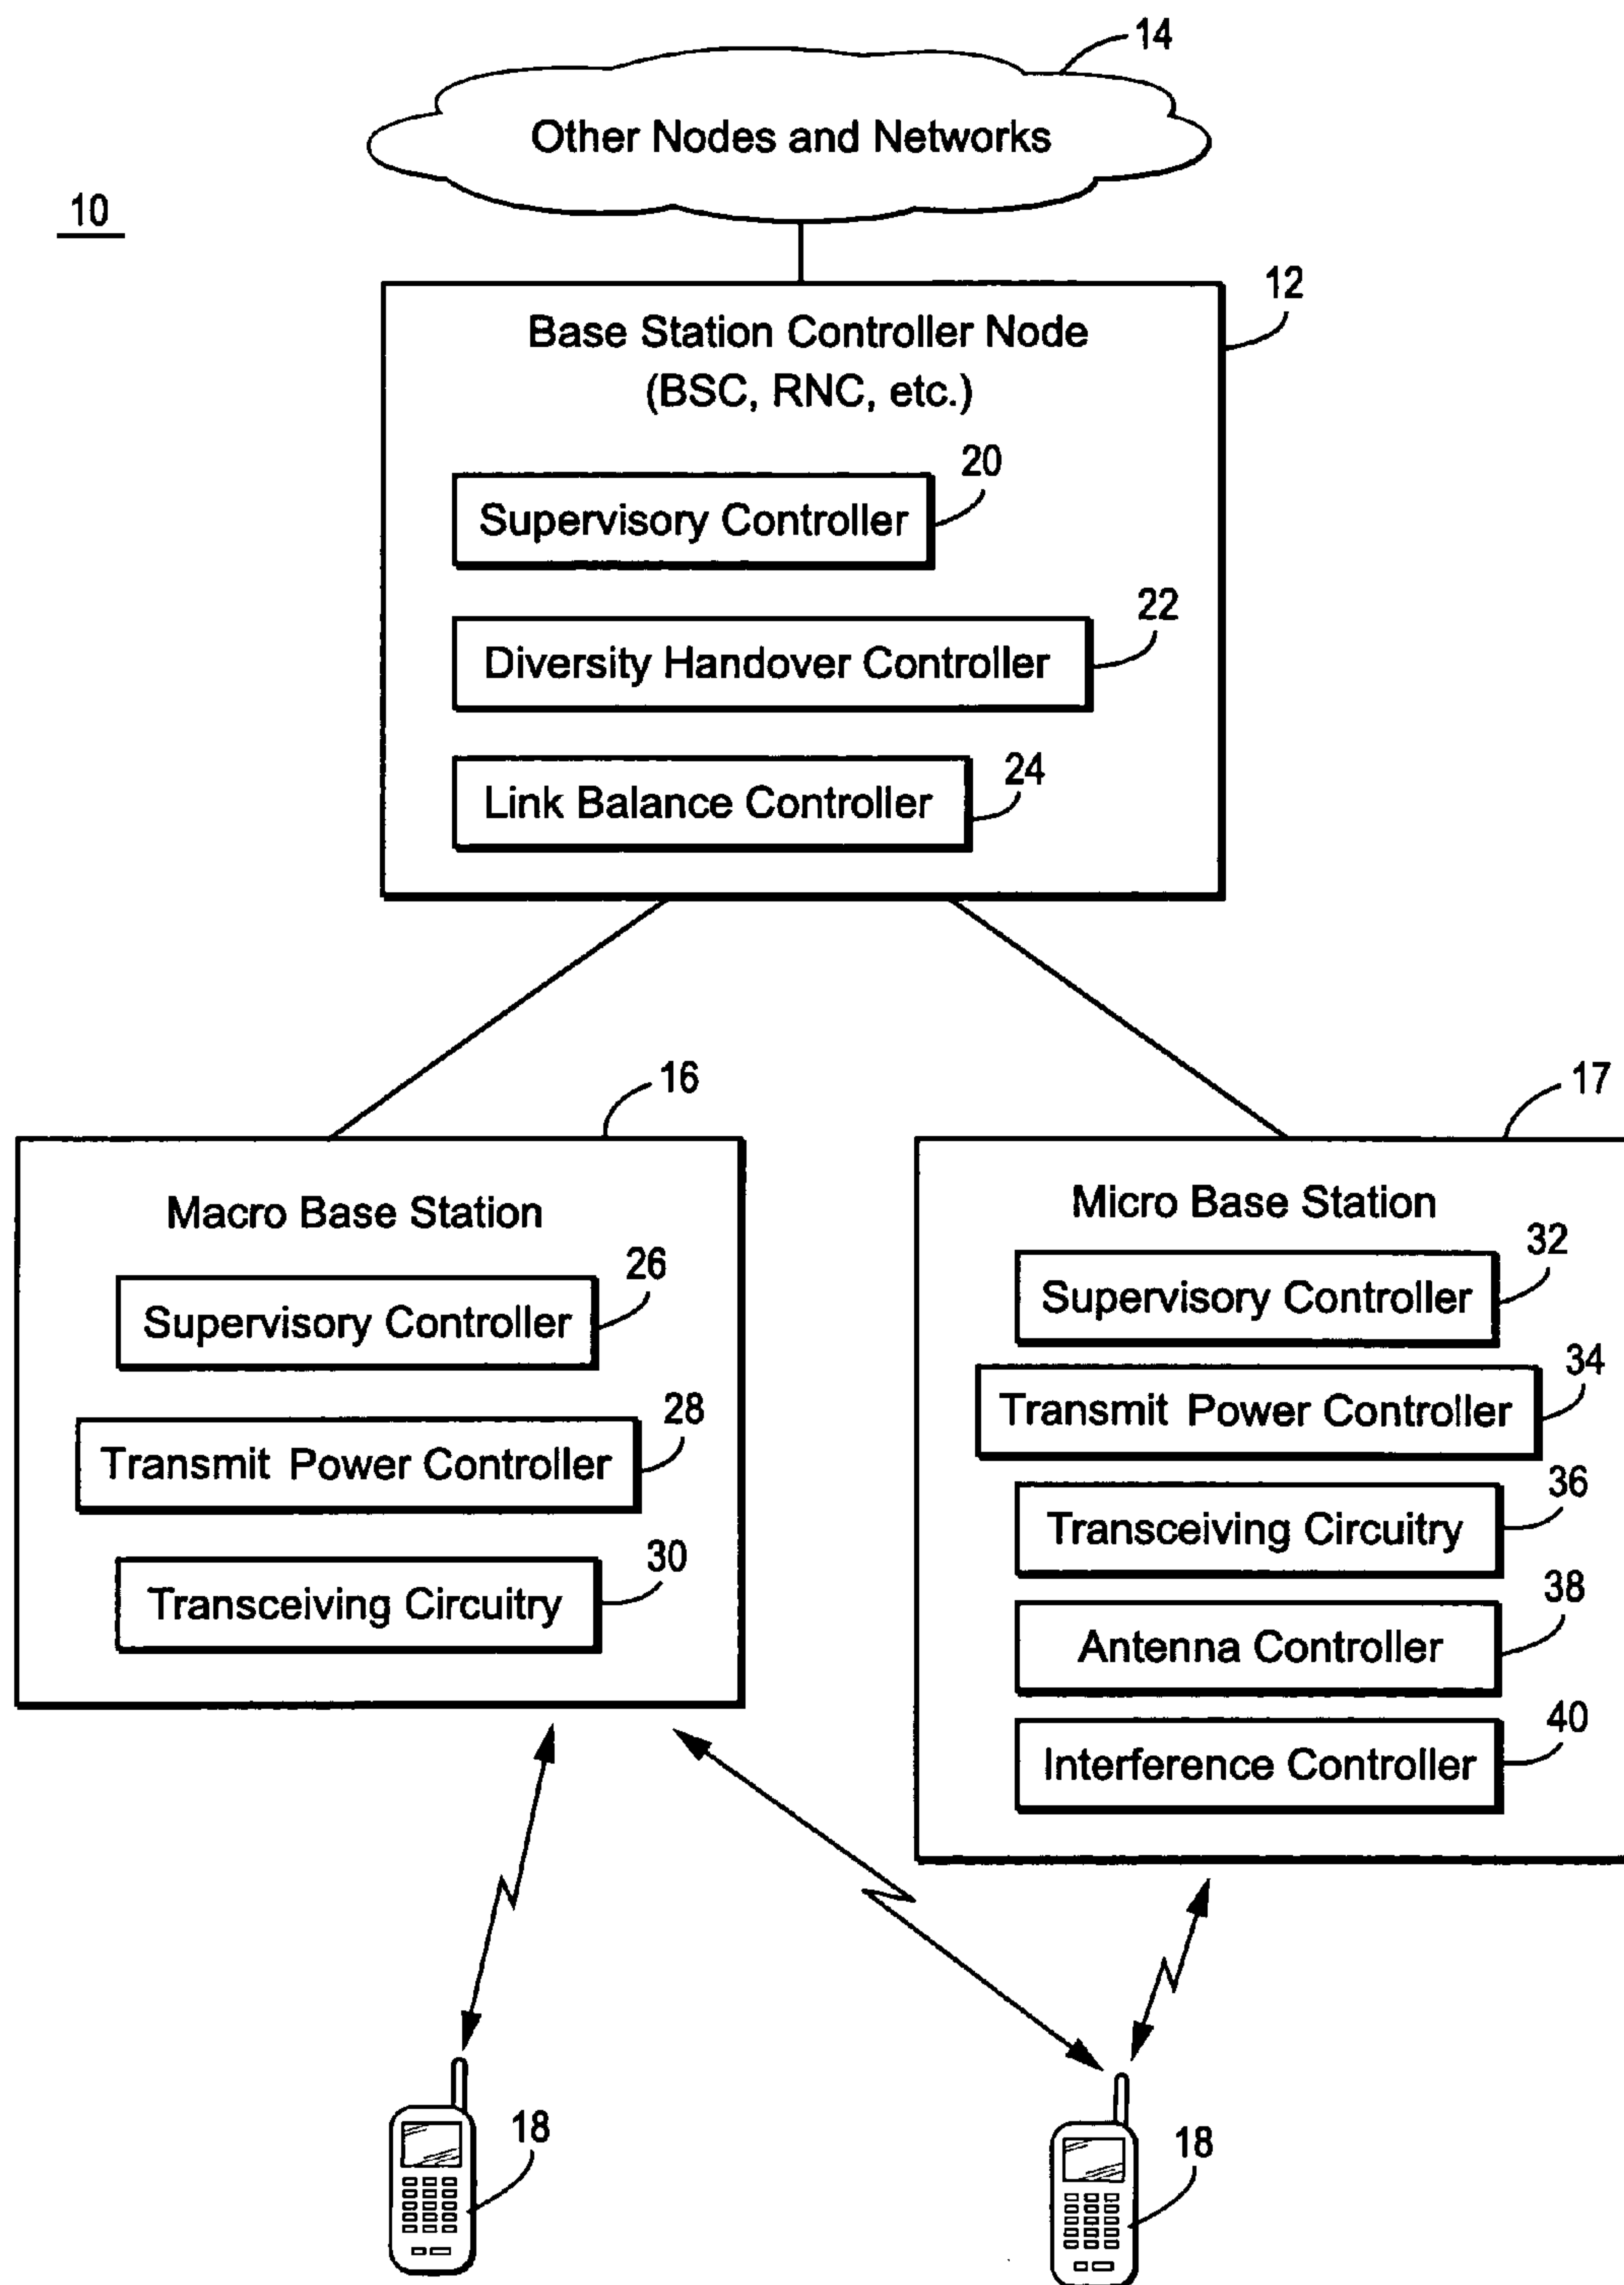 14
Other Nodes and Networks
10
12
Base Station Controller Node
(BSC, RNC, etc.)
20
Supervisory Controller
22
Diversity Handover Controller
24
Link Balance Controller
16
17
Macro Base Station
26
Supervisory Controller
28
Transmit Power Controller
30
Transceiving Circuitry
Micro Base Station
32
Supervisory Controller
34
Transmit Power Controller
36
Transceiving Circuitry
38
Antenna Controller
40
Interference Controller
18
18